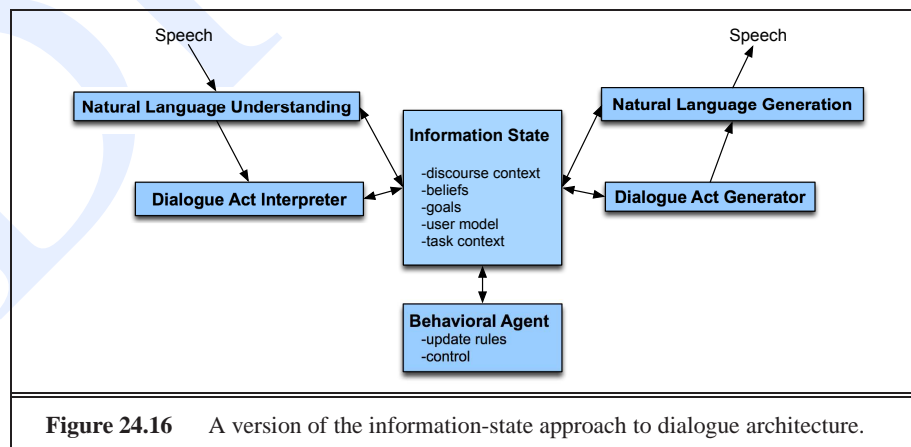 Speech
Speech
Natural Language Understanding
Natural Language Generation
Information State
-discourse context
-beliefs
-goals
-user model
-task context
Dialogue Act Interpreter
Dialogue Act Generator
Behavioral Agent
-update rules
-control
Figure 24.16 A version of the information-state approach to dialogue architecture.